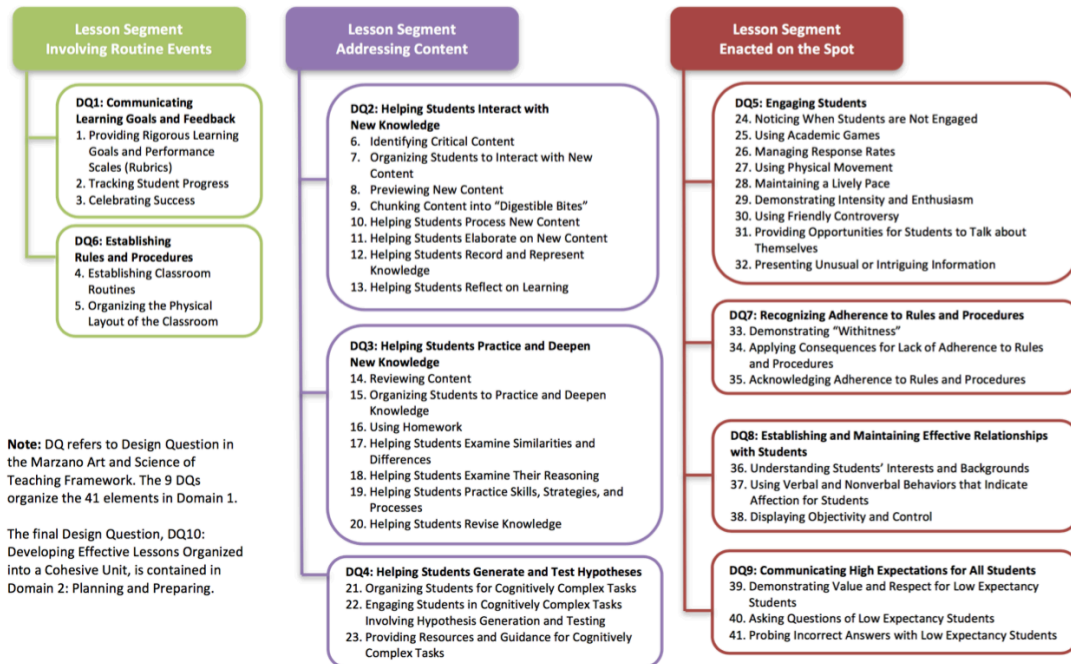 Lesson Segment
Involving Routine Events
DQ1: Communicating
Learning Goals and Feedback
1. Providing Rigorous Learning
Goals and Performance
Scales (Rubrics)
2. Tracking Student Progress
3. Celebrating Success
DQ6: Establishing
Rules and Procedures
4. Establishing Classroom
Routines
5. Organizing the Physical
Layout of the Classroom
Note: DQ refers to Design Question in
the Marzano Art and Science of
Teaching Framework. The 9 DQs
organize the 41 elements in Domain 1.
The final Design Question, DQ10:
Developing Effective Lessons Organized
into a Cohesive Unit, is contained in
Domain 2: Planning and Preparing.
Lesson Segment
Addressing Content
DQ2: Helping Students Interact with
New Knowledge
6. Identifying Critical Content
7. Organizing Students to Interact with New
Content
8. Previewing New Content
9. Chunking Content into “Digestible Bites”
10. Helping Students Process New Content
11. Helping Students Elaborate on New Content
12. Helping Students Record and Represent
Knowledge
13. Helping Students Reflect on Learning
DQ3: Helping Students Practice and Deepen
New Knowledge
14. Reviewing Content
15. Organizing Students to Practice and Deepen
Knowledge
16. Using Homework
17. Helping Students Examine Similarities and
Differences
18. Helping Students Examine Their Reasoning
19. Helping Students Practice Skills, Strategies, and
Processes
20. Helping Students Revise Knowledge
DQ4: Helping Students Generate and Test Hypotheses
21. Organizing Students for Cognitively Complex Tasks
22. Engaging Students in Cognitively Complex Tasks
Involving Hypothesis Generation and Testing
23. Providing Resources and Guidance for Cognitively
Complex Tasks
Lesson Segment
Enacted on the Spot
DQ5: Engaging Students
24. Noticing When Students are Not Engaged
25. Using Academic Games
26. Managing Response Rates
27. Using Physical Movement
28. Maintaining a Lively Pace
29. Demonstrating Intensity and Enthusiasm
30. Using Friendly Controversy
31. Providing Opportunities for Students to Talk about
Themselves
32. Presenting Unusual or Intriguing Information
DQ7: Recognizing Adherence to Rules and Procedures
33. Demonstrating “Withitness”
34. Applying Consequences for Lack of Adherence to Rules
and Procedures
35. Acknowledging Adherence to Rules and Procedures
DQ8: Establishing and Maintaining Effective Relationships
with Students
36. Understanding Students’ Interests and Backgrounds
37. Using Verbal and Nonverbal Behaviors that Indicate
Affection for Students
38. Displaying Objectivity and Control
DQ9: Communicating High Expectations for All Students
39. Demonstrating Value and Respect for Low Expectancy
Students
40. Asking Questions of Low Expectancy Students
41. Probing Incorrect Answers with Low Expectancy Students